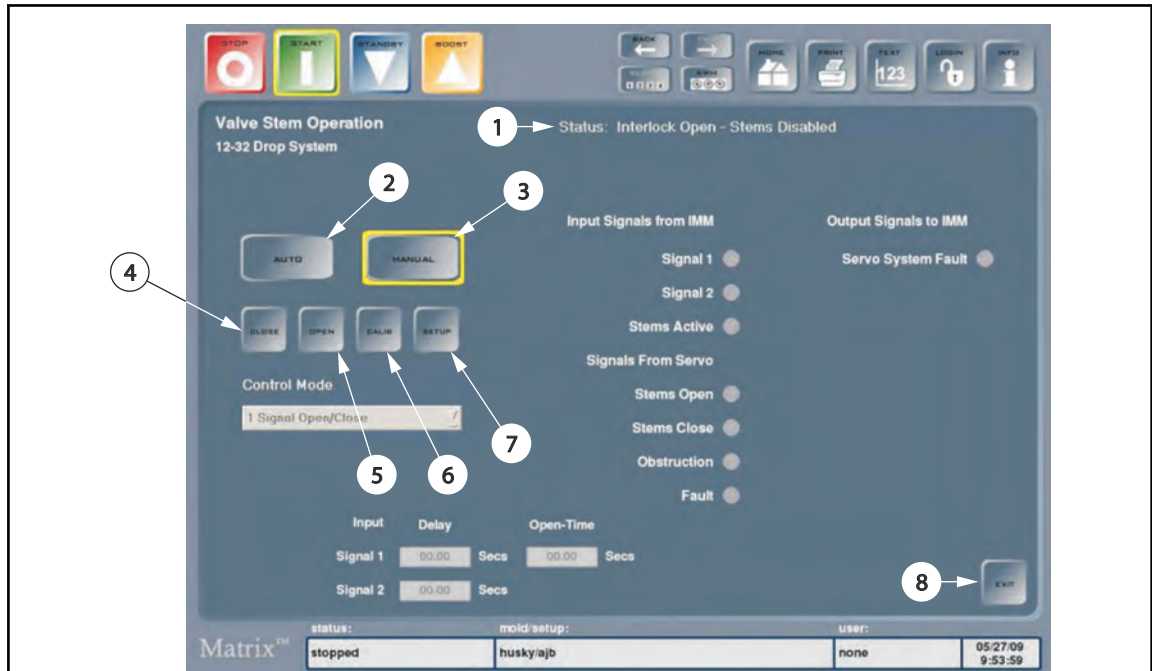 STOP START STANDBY BOOST BACK HOME PRINT TEXT LOGIN INFO
123
Valve Stem Operation
12-32 Drop System
1 Status: Interlock Open - Stems Disabled
2 3
AUTO MANUAL
4
CLOSE OPEN CALIB SETUP
Control Mode
1 Signal Open/Close
5 6 7
Input Signals from IMM
Signal 1
Signal 2
Stems Active
Signals From Servo
Stems Open
Stems Close
Obstruction
Fault
Output Signals to IMM
Servo System Fault
Input Delay Open-Time
Signal 1 00.00 Secs 00.00 Secs
Signal 2 00.00 Secs
8 EXIT
Matrix™
status: mold/setup: user:
stopped husky/ajb none 05/27/09
9:53:59